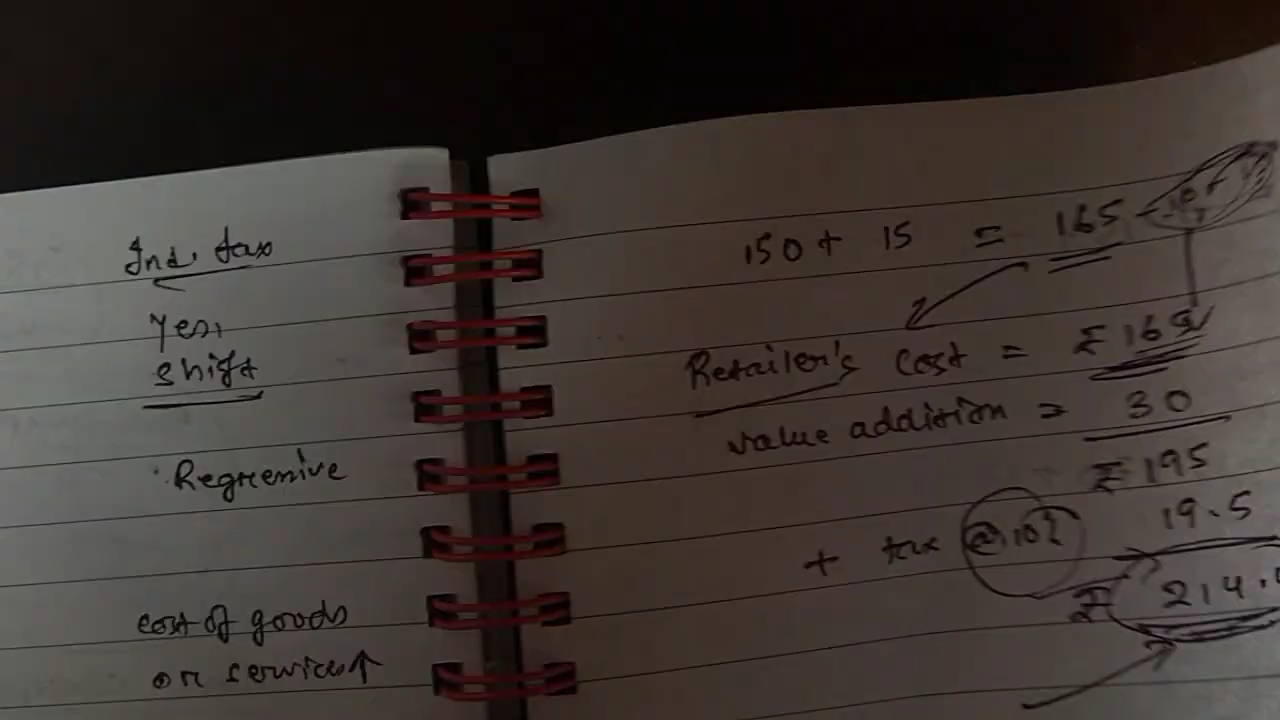 Ind. tax
Yes,
shift
Regressive
cost of goods
or services↑
150 + 15 = 165
Retailer's cost = ₹ 165
value addition = 30
₹ 195
19.5
+ tax @10%
₹ 214.